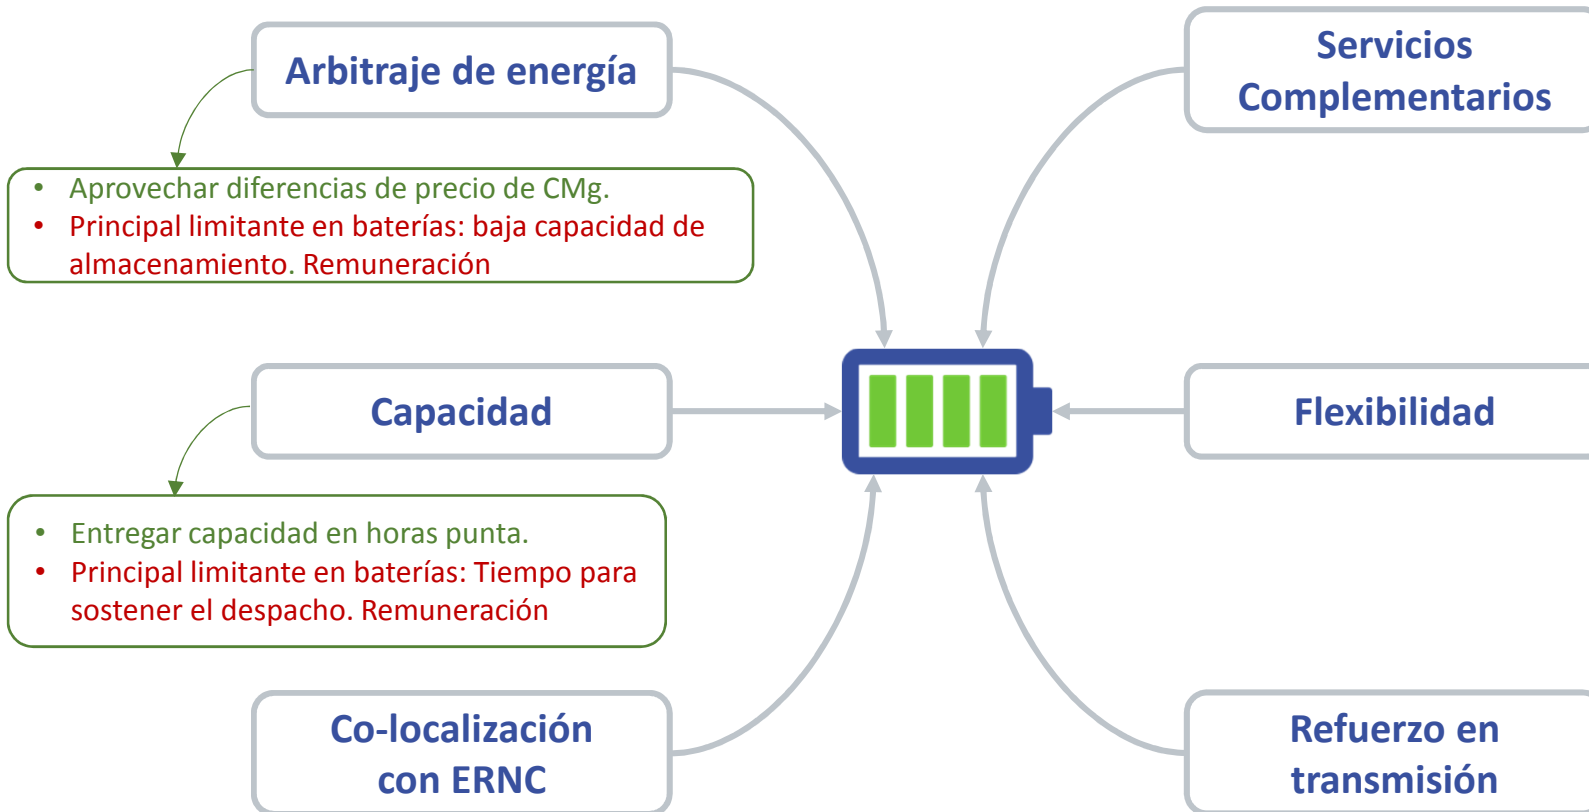 Arbitraje de energía
• Aprovechar diferencias de precio de CMg.
• Principal limitante en baterías: baja capacidad de
almacenamiento. Remuneración
Capacidad
• Entregar capacidad en horas punta.
• Principal limitante en baterías: Tiempo para
sostener el despacho. Remuneración
Co-localización
con ERNC
Servicios
Complementarios
Flexibilidad
Refuerzo en
transmisión